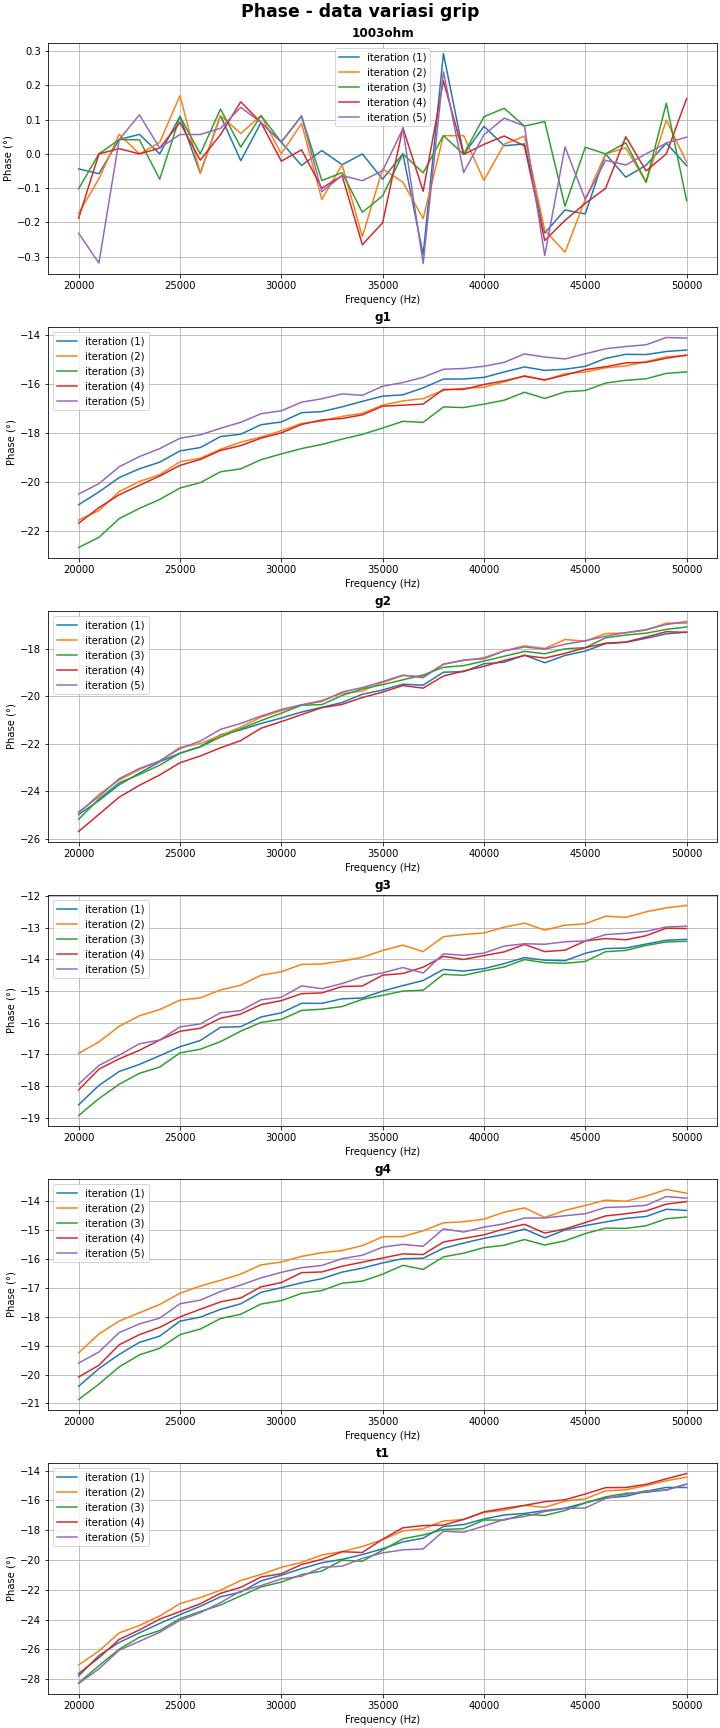 Phase - data variasi grip
1003ohm
Phase (°)
0.3
0.2
0.1
0.0
−0.1
−0.2
−0.3
iteration (1)
iteration (2)
iteration (3)
iteration (4)
iteration (5)
20000 25000 30000 35000 40000 45000 50000
Frequency (Hz)
g1
Phase (°)
−14
−16
−18
−20
−22
iteration (1)
iteration (2)
iteration (3)
iteration (4)
iteration (5)
20000 25000 30000 35000 40000 45000 50000
Frequency (Hz)
g2
Phase (°)
−18
−20
−22
−24
−26
iteration (1)
iteration (2)
iteration (3)
iteration (4)
iteration (5)
20000 25000 30000 35000 40000 45000 50000
Frequency (Hz)
g3
Phase (°)
−12
−13
−14
−15
−16
−17
−18
−19
iteration (1)
iteration (2)
iteration (3)
iteration (4)
iteration (5)
20000 25000 30000 35000 40000 45000 50000
Frequency (Hz)
g4
Phase (°)
−14
−15
−16
−17
−18
−19
−20
−21
iteration (1)
iteration (2)
iteration (3)
iteration (4)
iteration (5)
20000 25000 30000 35000 40000 45000 50000
Frequency (Hz)
t1
Phase (°)
−14
−16
−18
−20
−22
−24
−26
−28
iteration (1)
iteration (2)
iteration (3)
iteration (4)
iteration (5)
20000 25000 30000 35000 40000 45000 50000
Frequency (Hz)